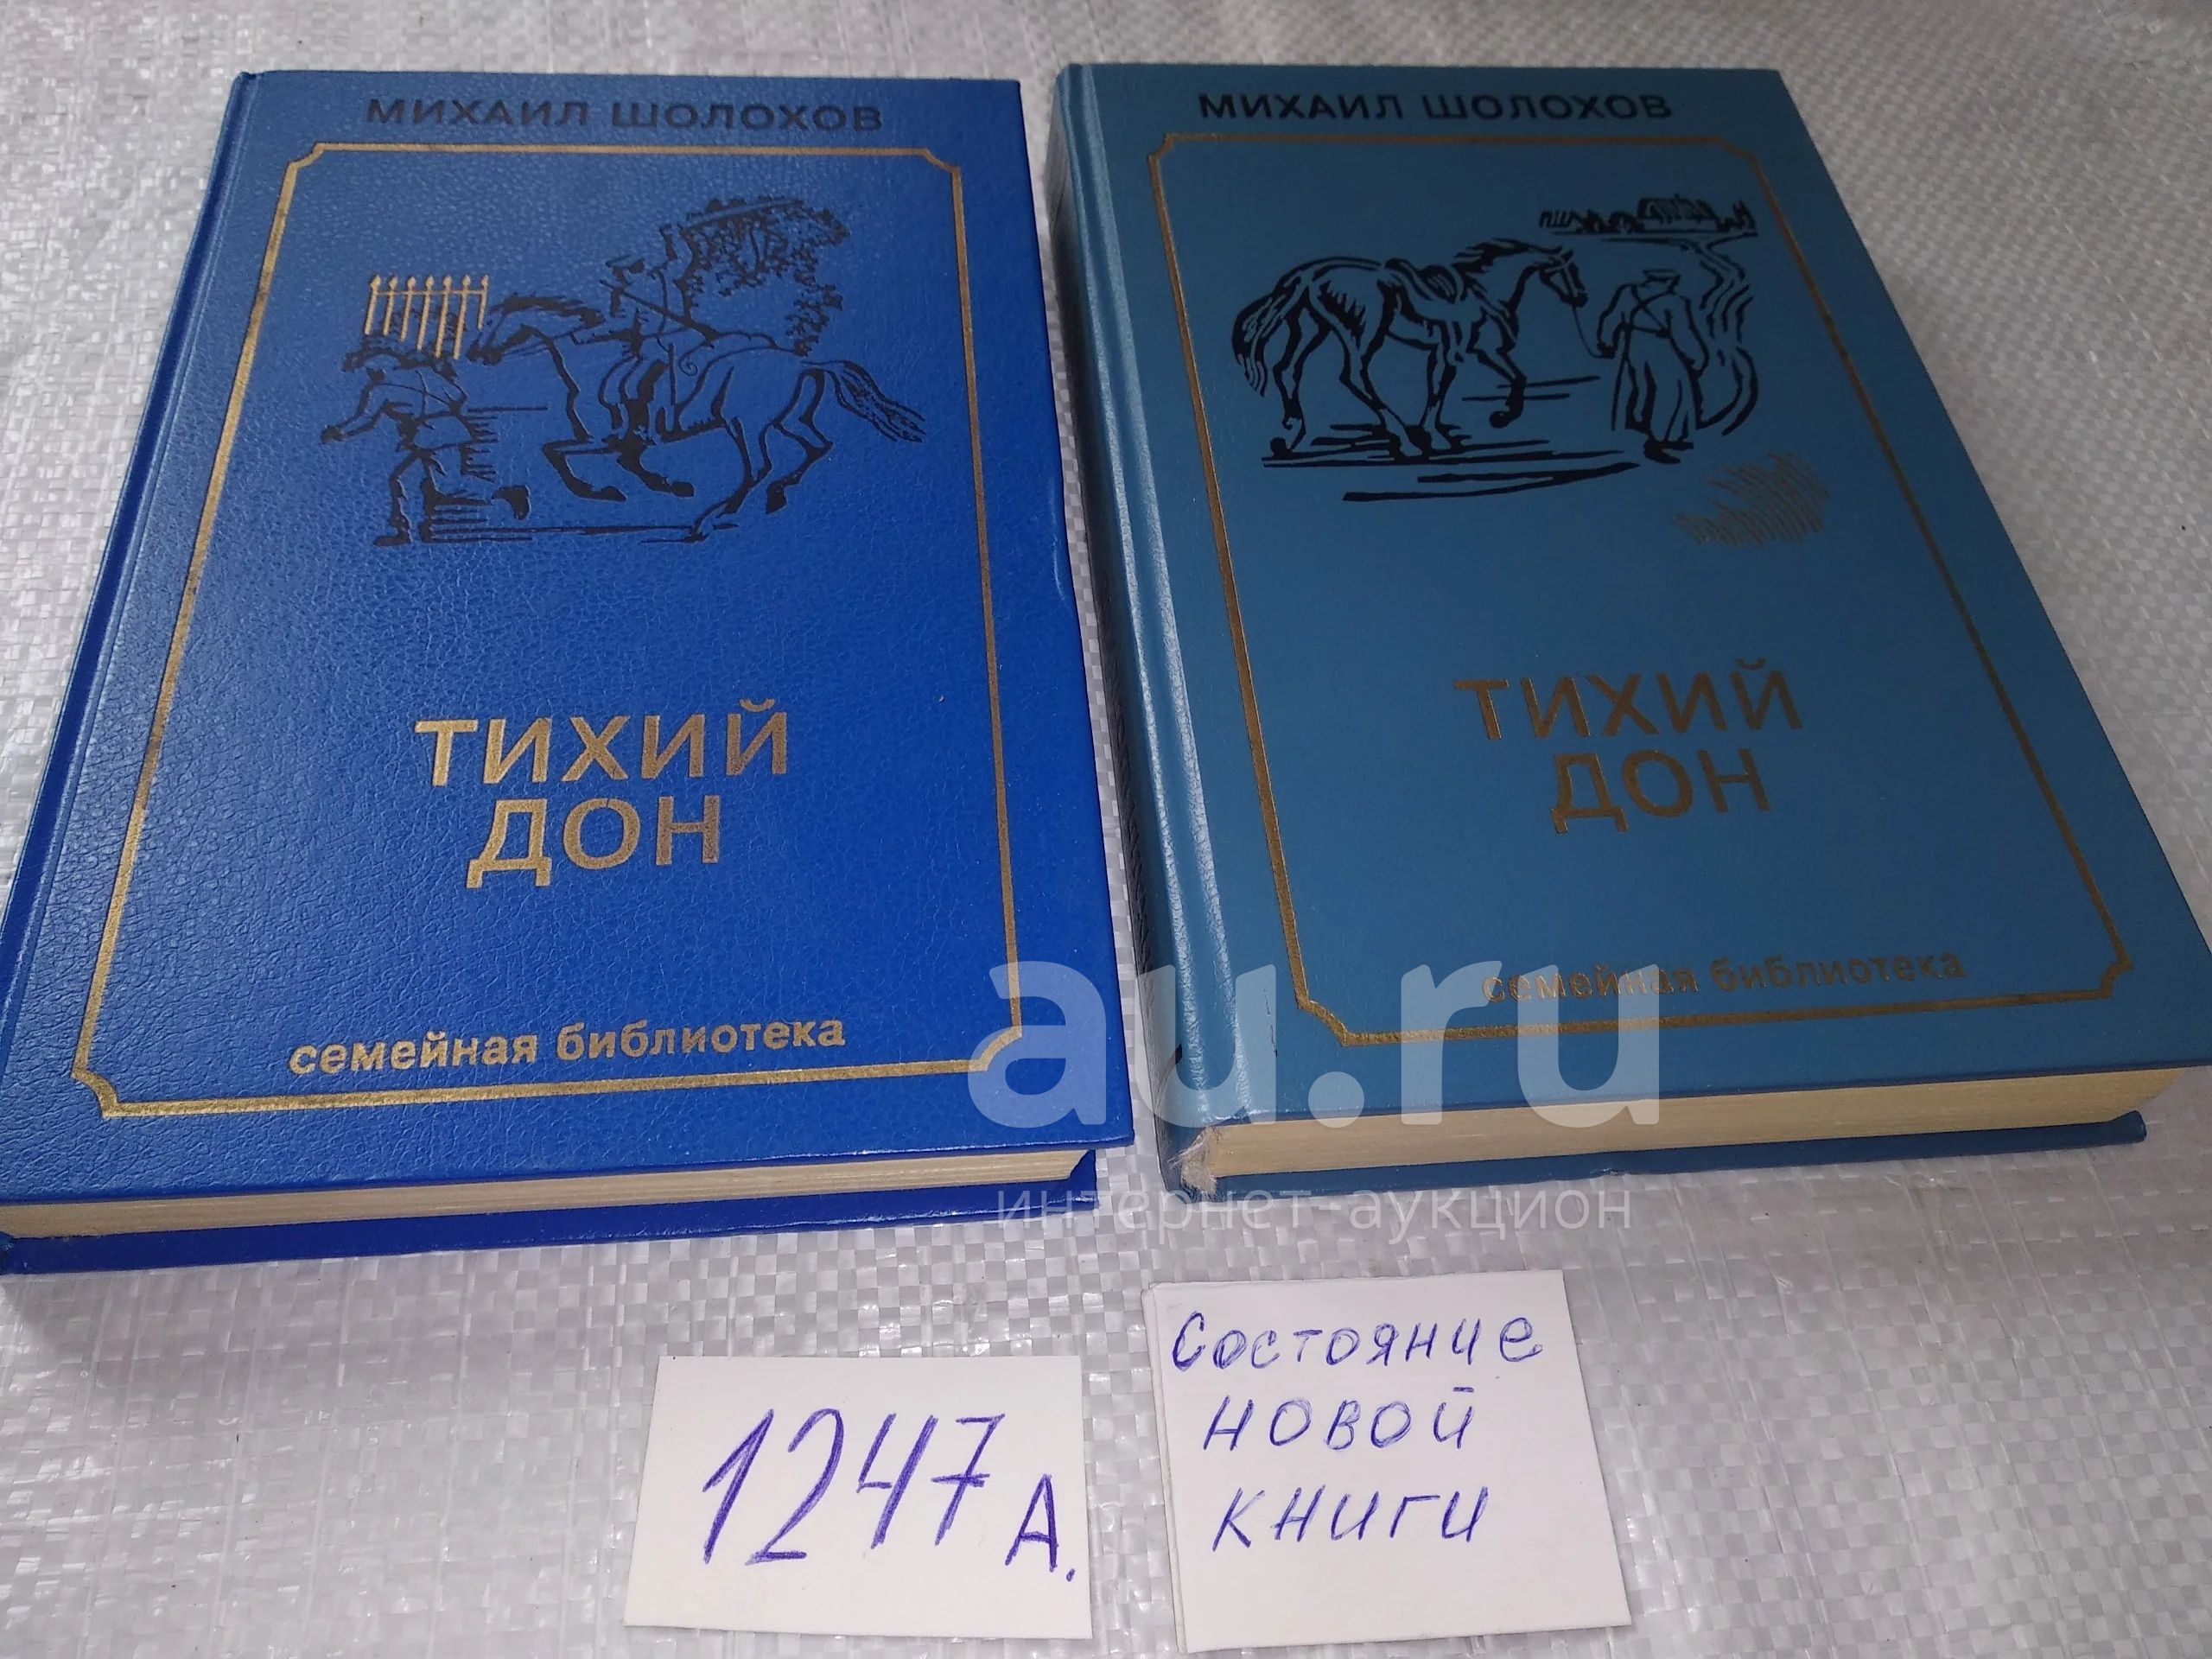 МИХАИЛ ШОЛОХОВ
ТИХИЙ
ДОН
семейная библиотека
МИХАИЛ ШОЛОХОВ
ТИХИЙ
ДОН
семейная библиотека
au.ru
интернет-аукцион
1247 А.
Состояние
новой
книги